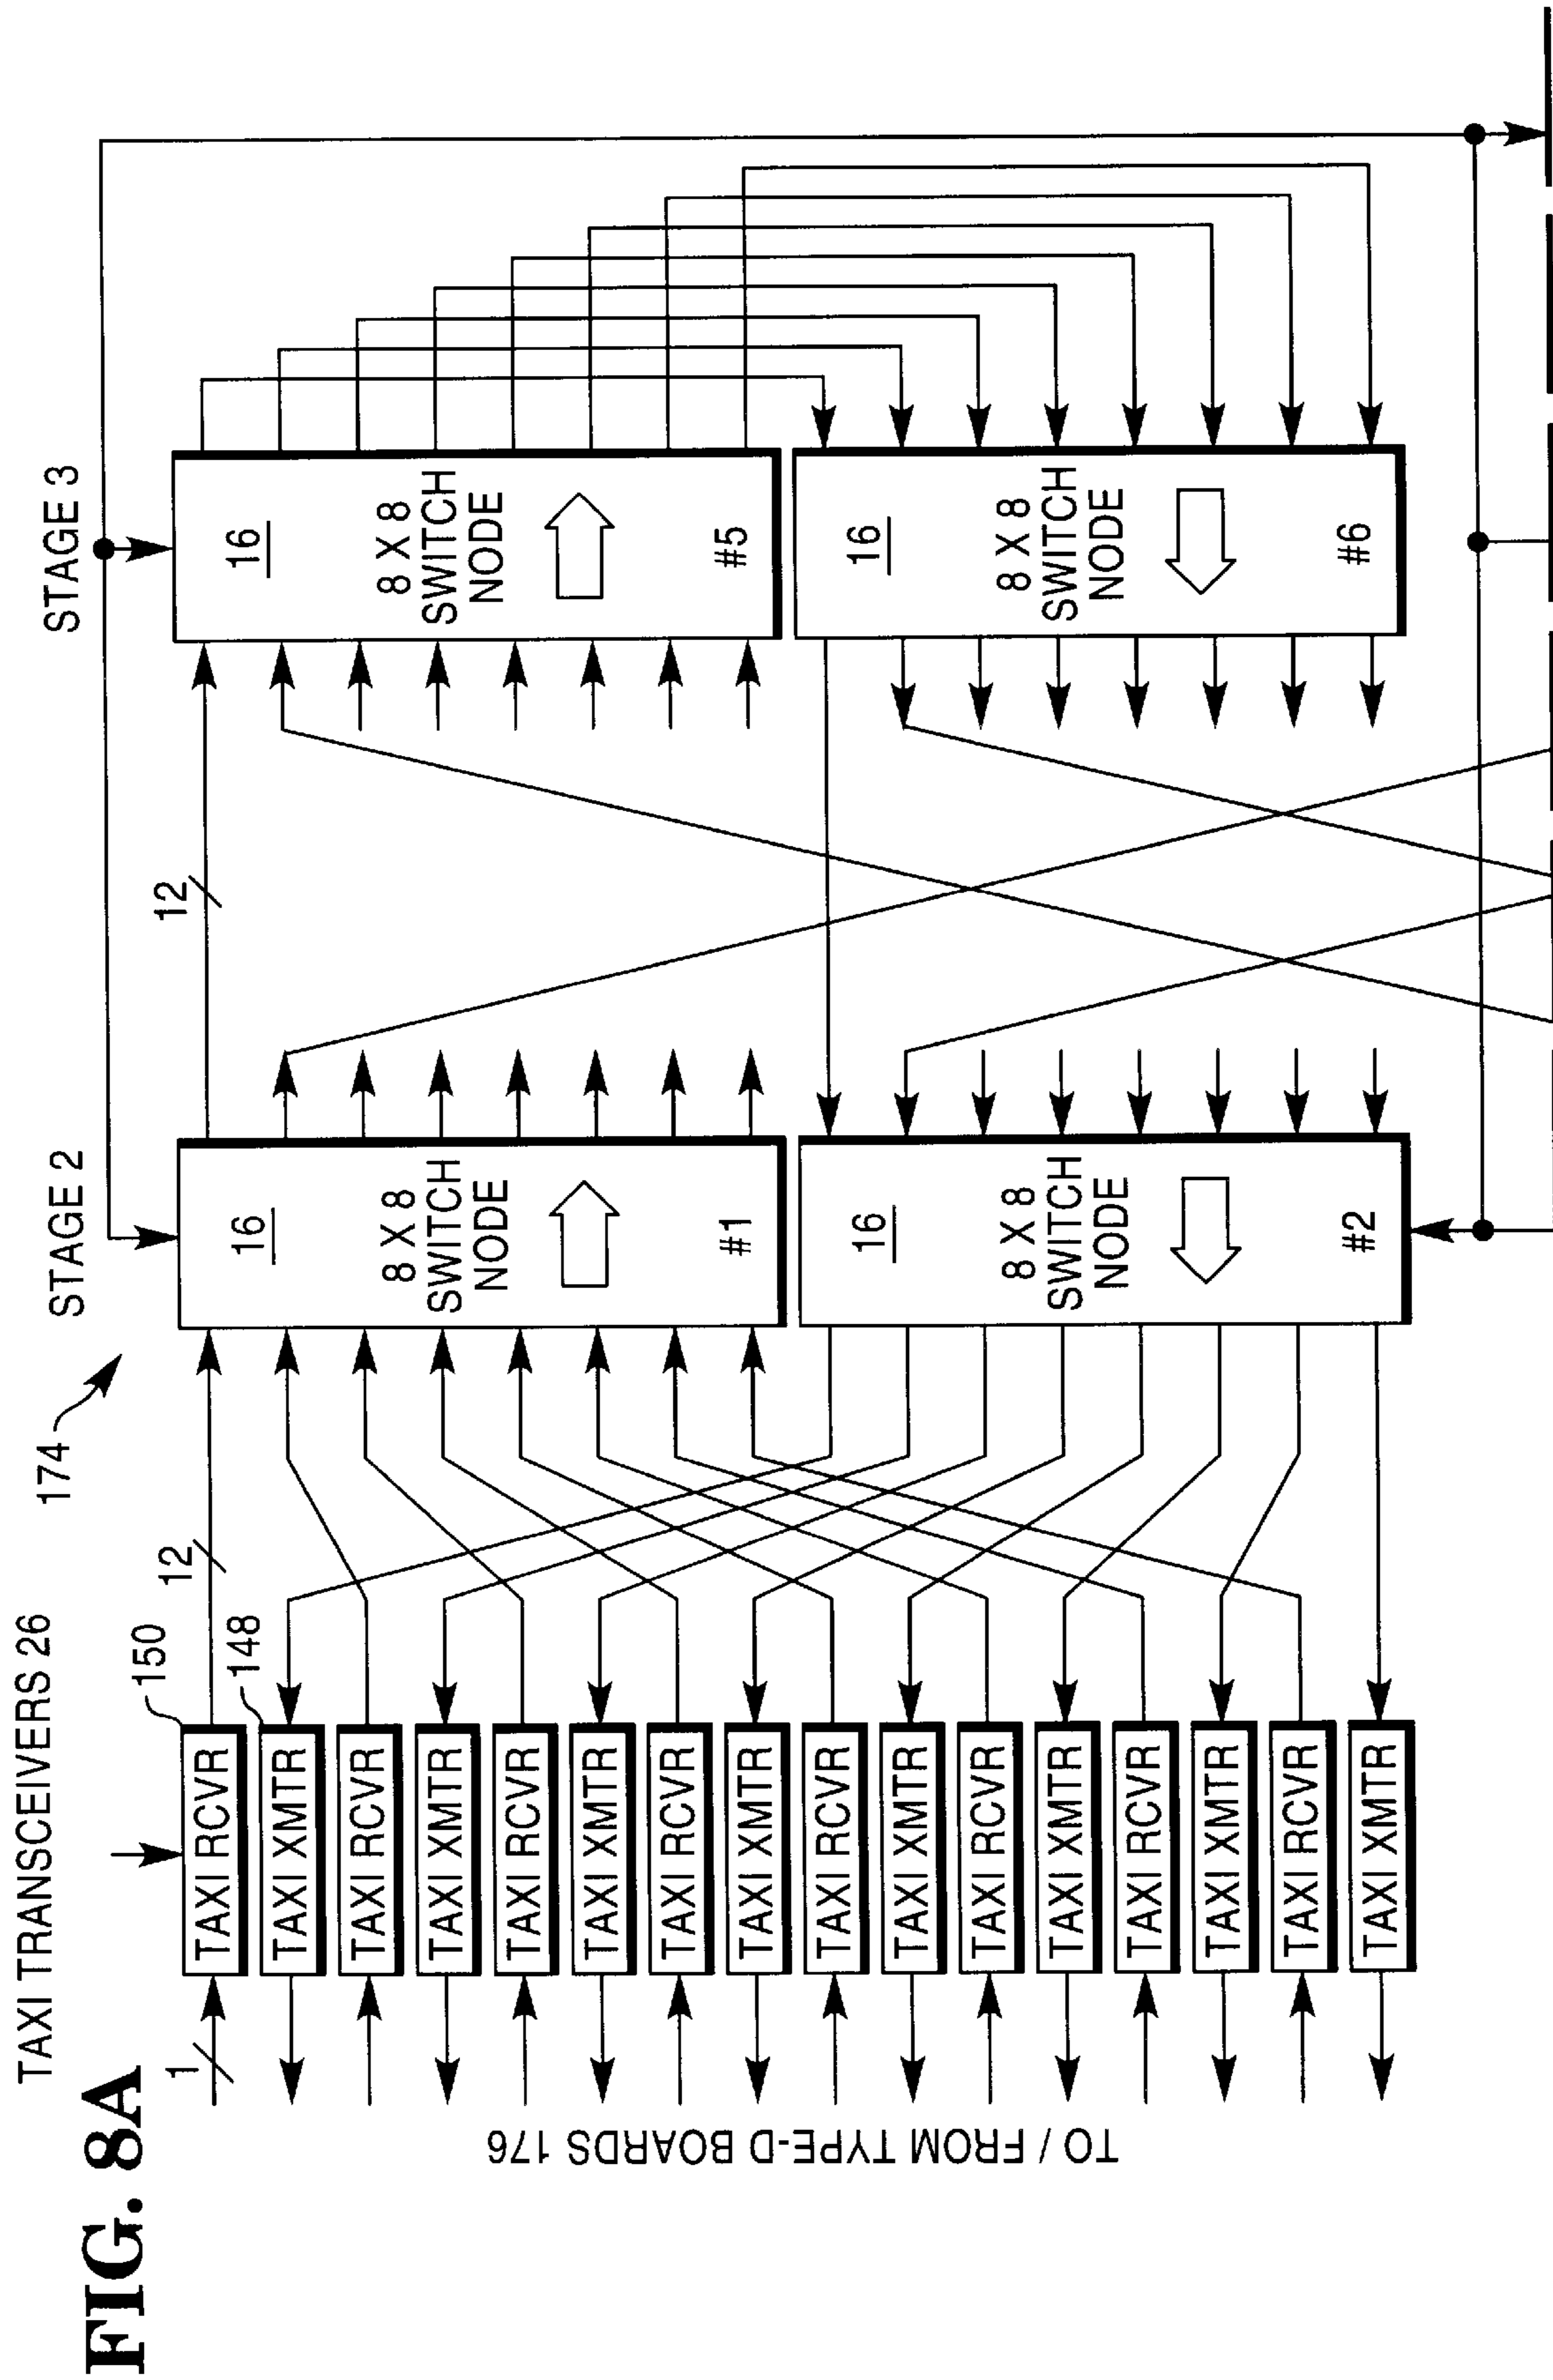 FIG. 8A
TAXI TRANSCEIVERS 26
174
STAGE 2
STAGE 3
150
148
1
12
12
TO / FROM TYPE-D BOARDS 176
TAXI RCVR
TAXI XMTR
TAXI RCVR
TAXI XMTR
TAXI RCVR
TAXI XMTR
TAXI RCVR
TAXI XMTR
TAXI RCVR
TAXI XMTR
TAXI RCVR
TAXI XMTR
TAXI RCVR
TAXI XMTR
TAXI RCVR
TAXI XMTR
16
8 X 8
SWITCH
NODE
#1
16
8 X 8
SWITCH
NODE
#2
16
8 X 8
SWITCH
NODE
#5
16
8 X 8
SWITCH
NODE
#6